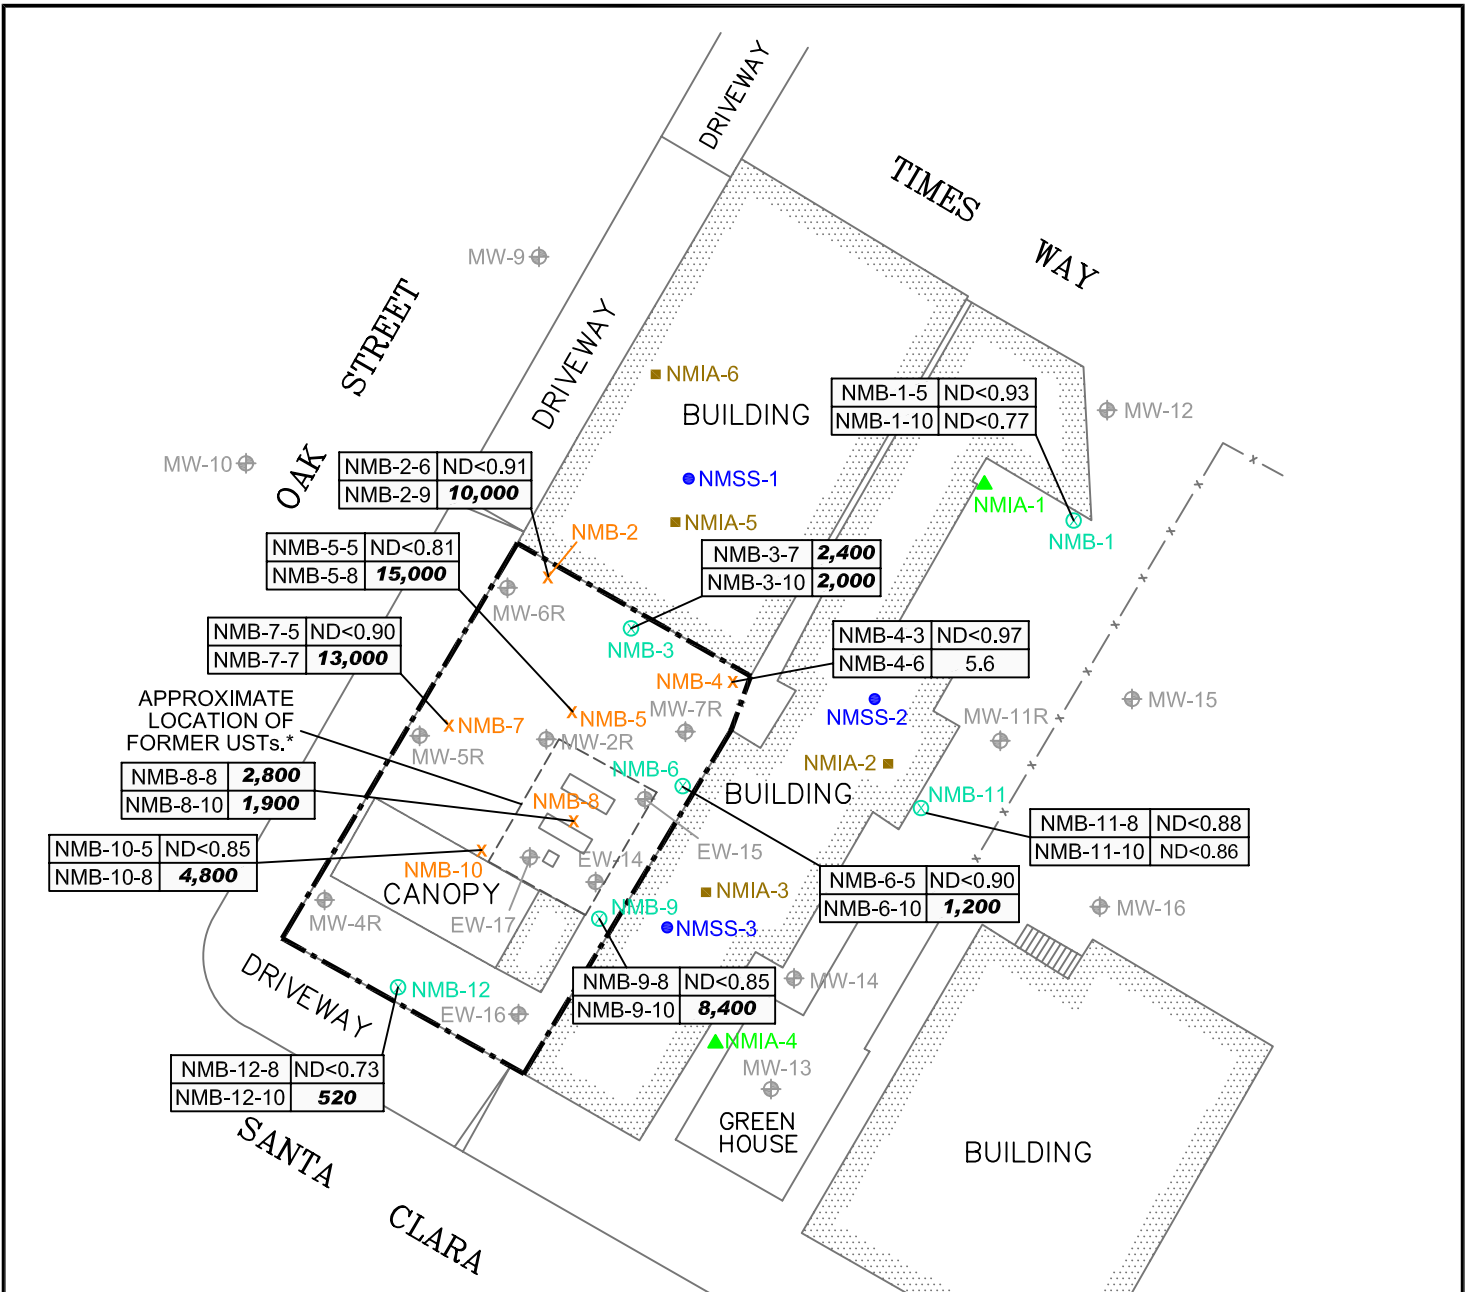 DRIVEWAY
TIMES
WAY
MW-9
STREET
DRIVEWAY
NMIA-6
BUILDING
NMB-1-5 ND<0.93
NMB-1-10 ND<0.77
MW-12
MW-10
OAK
NMB-2-6 ND<0.91
NMB-2-9 10,000
NMSS-1
NMIA-1
NMIA-5
NMB-2
NMB-1
NMB-5-5 ND<0.81
NMB-5-8 15,000
NMB-3-7 2,400
NMB-3-10 2,000
MW-6R
NMB-7-5 ND<0.90
NMB-7-7 13,000
NMB-3
NMB-4-3 ND<0.97
NMB-4-6 5.6
NMB-4
APPROXIMATE
LOCATION OF
FORMER USTs.*
MW-15
NMB-7
NMB-5
MW-7R
NMSS-2
MW-11R
MW-5R
MW-2R
NMIA-2
NMB-8-8 2,800
NMB-8-10 1,900
NMB-6
BUILDING
NMB-11
NMB-8
NMB-11-8 ND<0.88
NMB-11-10 ND<0.86
NMB-10-5 ND<0.85
NMB-10-8 4,800
EW-14
EW-15
NMB-10
CANOPY
NMIA-3
NMB-6-5 ND<0.90
NMB-6-10 1,200
MW-16
MW-4R
EW-17
NMB-9
NMSS-3
DRIVEWAY
NMB-12
NMB-9-8 ND<0.85
NMB-9-10 8,400
MW-14
EW-16
NMIA-4
NMB-12-8 ND<0.73
NMB-12-10 520
MW-13
GREEN
HOUSE
BUILDING
SANTA
CLARA